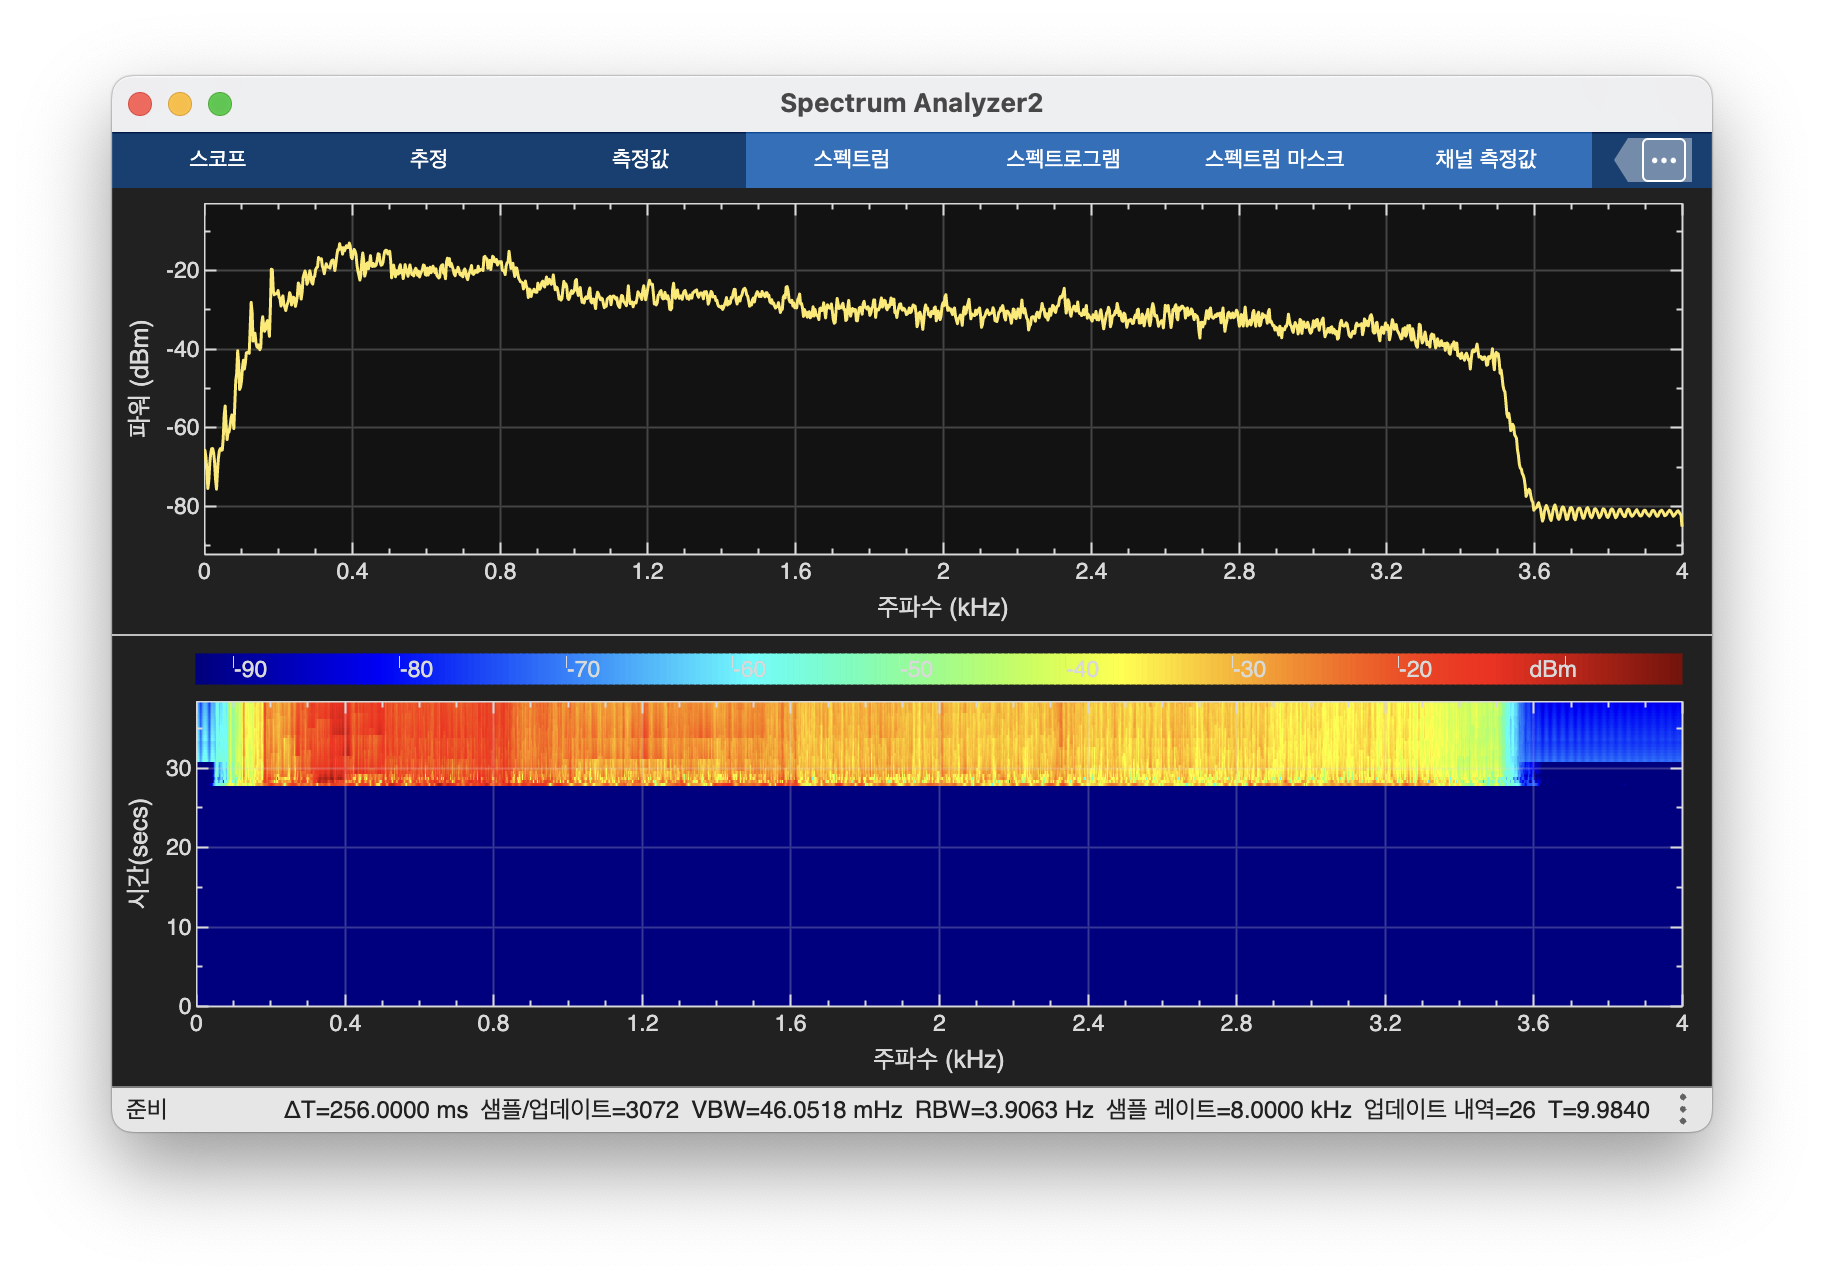 Spectrum Analyzer2
스코프 추정 측정값 스펙트럼 스펙트로그램 스펙트럼 마스크 채널 측정값
파워 (dBm)
-20
-40
-60
-80
0 0.4 0.8 1.2 1.6 2 2.4 2.8 3.2 3.6 4
주파수 (kHz)
-90 -80 -70 -60 -50 -40 -30 -20 dBm
시간(secs)
30
20
10
0
0 0.4 0.8 1.2 1.6 2 2.4 2.8 3.2 3.6 4
주파수 (kHz)
준비 ΔT=256.0000 ms 샘플/업데이트=3072 VBW=46.0518 mHz RBW=3.9063 Hz 샘플 레이트=8.0000 kHz 업데이트 내역=26 T=9.9840